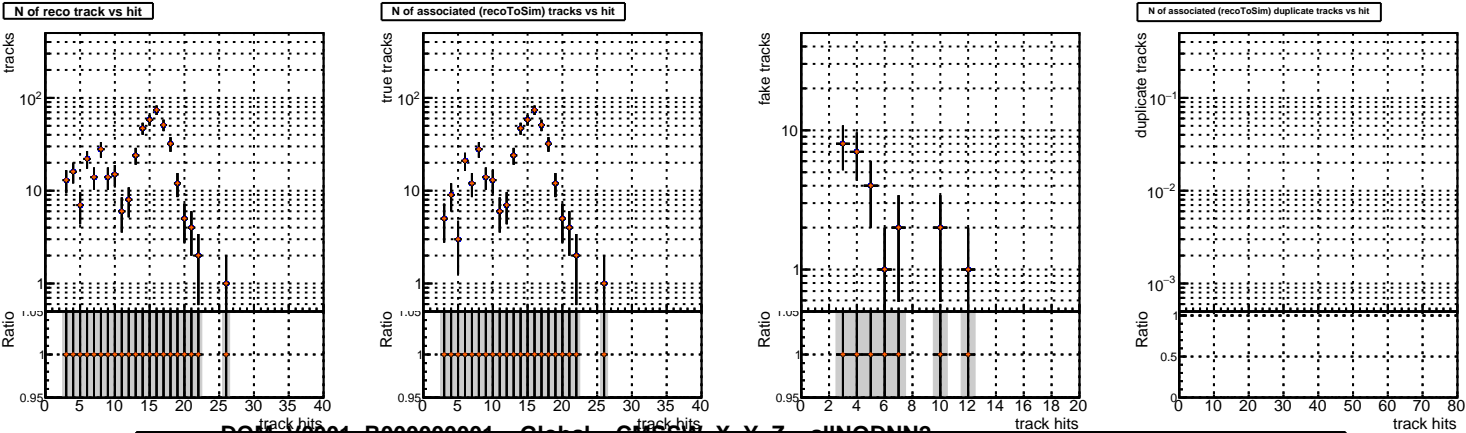 N of reco track vs hit
N of associated (recoToSim) tracks vs hit
N of associated (recoToSim) duplicate tracks vs hit
tracks
10²
10
1
Ratio
1.05
1
0.95
0 5 10 15 20 25 30 35 40
track hits
true tracks
10²
10
1
Ratio
1.05
1
0.95
0 5 10 15 20 25 30 35 40
track hits
fake tracks
10
1
Ratio
1.05
1
0.95
0 2 4 6 8 10 12 14 16 18 20
track hits
duplicate tracks
10⁻¹
10⁻²
10⁻³
Ratio
1
0.5
0
0 10 20 30 40 50 60 70 80
track hits